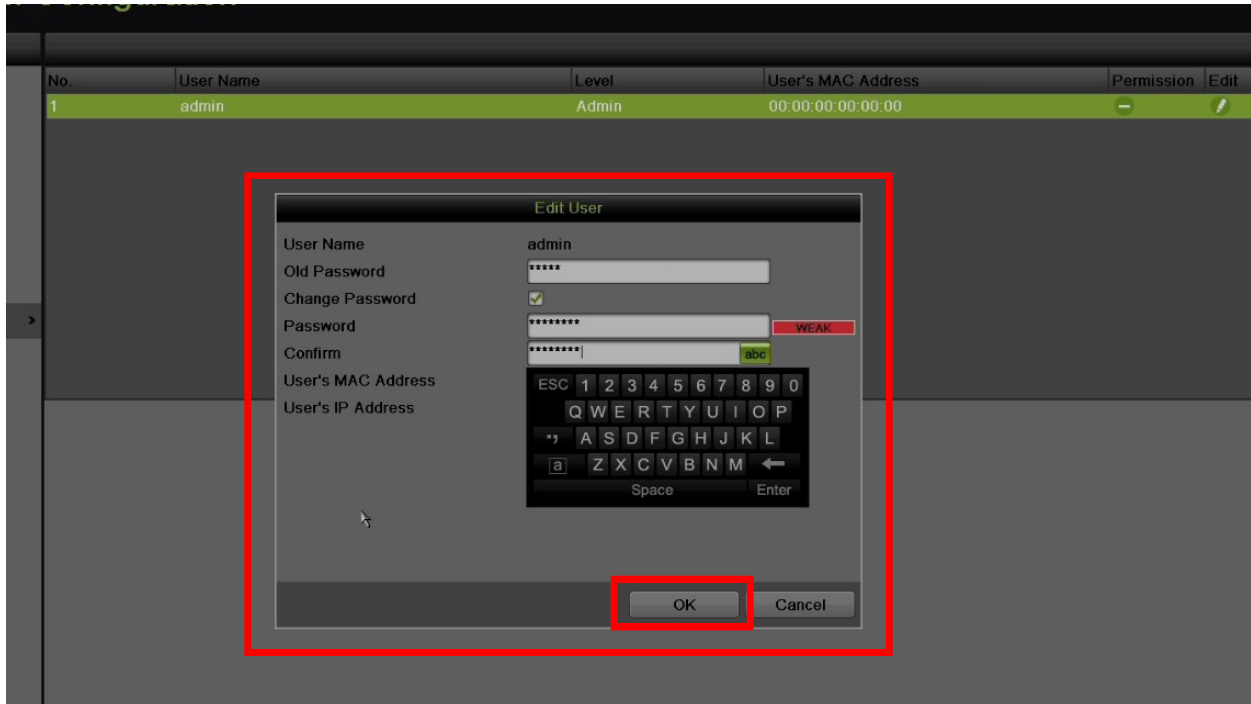 Configuration
No. User Name Level User's MAC Address Permission Edit
1 admin Admin 00:00:00:00:00:00
Edit User
User Name admin
Old Password *****
Change Password
Password ******** WEAK
Confirm ******** abc
User's MAC Address
User's IP Address
ESC 1 2 3 4 5 6 7 8 9 0
Q W E R T Y U I O P
", A S D F G H J K L
a Z X C V B N M
Space Enter
OK Cancel